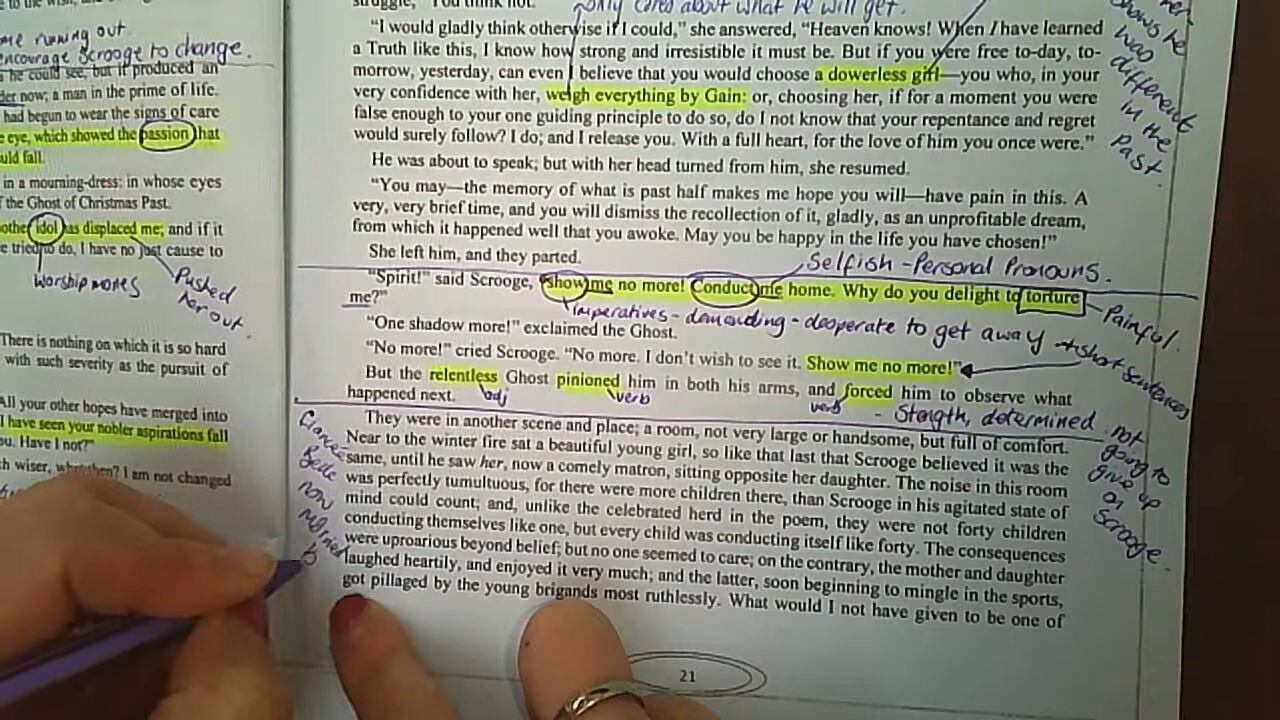 to the wish, and
me running out.
encourage Scrooge to change.
he could see, but it produced an
der now; a man in the prime of life.
had begun to wear the signs of care
e eye, which showed the passion that
uld fall.
in a mourning-dress: in whose eyes
f the Ghost of Christmas Past.
other idol has displaced me; and if it
e tried to do, I have no just cause to
Worship money
Pushed
her out.
There is nothing on which it is so hard
with such severity as the pursuit of
All your other hopes have merged into
I have seen your nobler aspirations fall
ou. Have I not?"
ch wiser, what then? I am not changed
struggle, "You think not."
only cares about what he will get.
"I would gladly think otherwise if I could," she answered, "Heaven knows! When I have learned
a Truth like this, I know how strong and irresistible it must be. But if you were free to-day, to-
morrow, yesterday, can even I believe that you would choose a dowerless girl—you who, in your
very confidence with her, weigh everything by Gain: or, choosing her, if for a moment you were
false enough to your one guiding principle to do so, do I not know that your repentance and regret
would surely follow? I do; and I release you. With a full heart, for the love of him you once were."
He was about to speak; but with her head turned from him, she resumed.
"You may—the memory of what is past half makes me hope you will—have pain in this. A
very, very brief time, and you will dismiss the recollection of it, gladly, as an unprofitable dream,
from which it happened well that you awoke. May you be happy in the life you have chosen!"
She left him, and they parted.
Selfish - Personal Pronouns.
"Spirit!" said Scrooge, "show me no more! Conduct me home. Why do you delight to torture
me?"
imperatives - demanding - desperate to get away + short sentences
Painful.
"One shadow more!" exclaimed the Ghost.
"No more!" cried Scrooge. "No more. I don't wish to see it. Show me no more!"
But the relentless Ghost pinioned him in both his arms, and forced him to observe what
happened next.
adj
verb
verb
- Stength, determined
not
going to
give up
on
Scrooge.
They were in another scene and place; a room, not very large or handsome, but full of comfort.
Near to the winter fire sat a beautiful young girl, so like that last that Scrooge believed it was the
same, until he saw her, now a comely matron, sitting opposite her daughter. The noise in this room
was perfectly tumultuous, for there were more children there, than Scrooge in his agitated state of
mind could count; and, unlike the celebrated herd in the poem, they were not forty children
conducting themselves like one, but every child was conducting itself like forty. The consequences
were uproarious beyond belief; but no one seemed to care; on the contrary, the mother and daughter
laughed heartily, and enjoyed it very much; and the latter, soon beginning to mingle in the sports,
got pillaged by the young brigands most ruthlessly. What would I not have given to be one of
Belle
now
21
shows he
was
different
in the
Past.